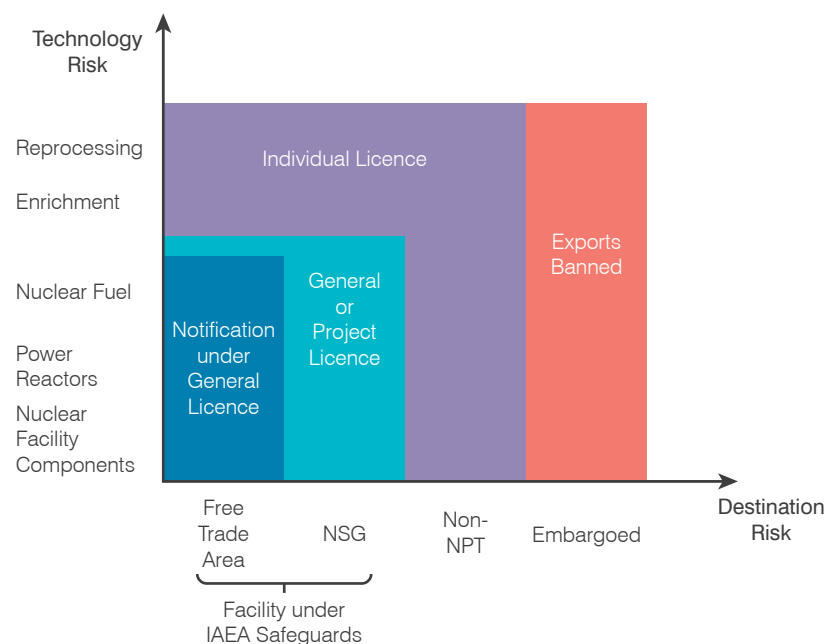 Technology
Risk
Reprocessing
Enrichment
Nuclear Fuel
Power
Reactors
Nuclear
Facility
Components
Individual Licence
Exports
Banned
General
or
Project
Licence
Notification
under
General
Licence
Free
Trade
Area
NSG
Non-
NPT
Embargoed
Destination
Risk
Facility under
IAEA Safeguards